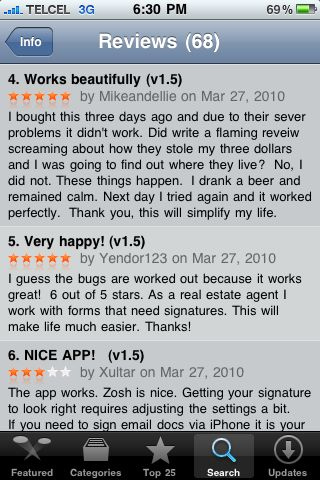 TELCEL 3G 6:30 PM 69%
Info
Reviews (68)
4. Works beautifully (v1.5)
by Mikeandellie on Mar 27, 2010
I bought this three days ago and due to their sever
problems it didn't work. Did write a flaming reveiw
screaming about how they stole my three dollars
and I was going to find out where they live? No, I
did not. These things happen. I drank a beer and
remained calm. Next day I tried again and it worked
perfectly. Thank you, this will simplify my life.
5. Very happy! (v1.5)
by Yendor123 on Mar 27, 2010
I guess the bugs are worked out because it works
great! 6 out of 5 stars. As a real estate agent I
work with forms that need signatures. This will
make life much easier. Thanks!
6. NICE APP! (v1.5)
by Xultar on Mar 27, 2010
The app works. Zosh is nice. Getting your signature
to look right requires adjusting the settings a bit.
If you need to sign email docs via iPhone it is your
Featured Categories Top 25 Search Updates